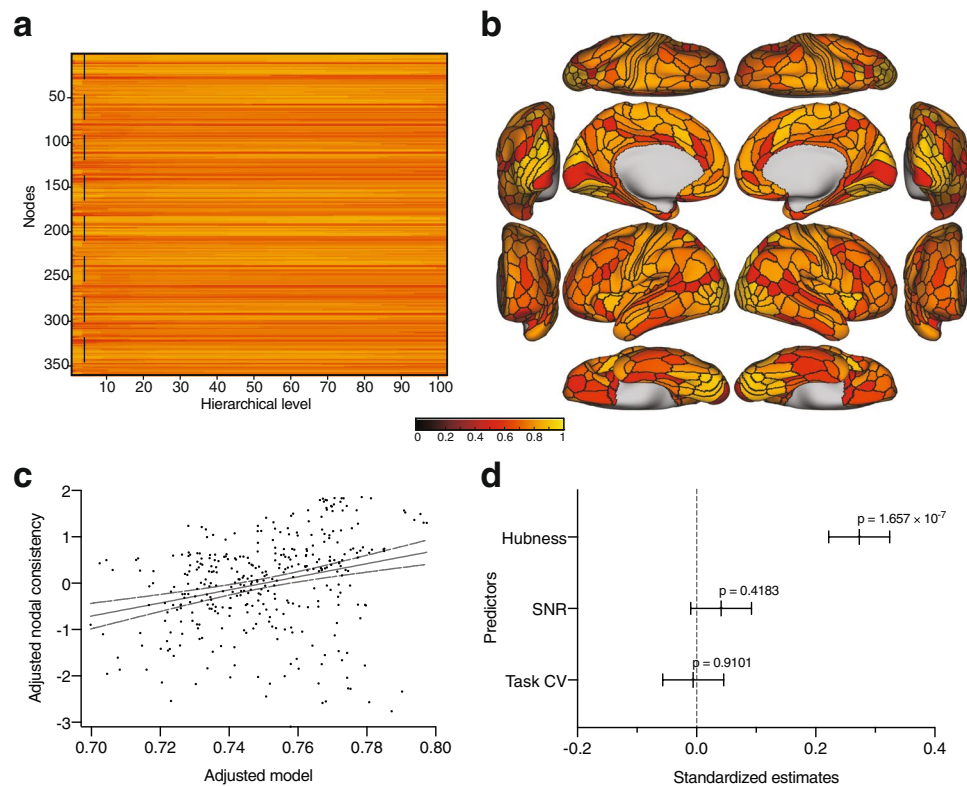 a
50
100
150
200
250
300
350
Nodes
10 20 30 40 50 60 70 80 90 100
Hierarchical level
b
0 0.2 0.4 0.6 0.8 1
c
2
1
0
-1
-2
-3
Adjusted nodal consistency
0.70 0.72 0.74 0.76 0.78 0.80
Adjusted model
d
Predictors
p = 1.657 × 10⁻⁷
Hubness
p = 0.4183
SNR
p = 0.9101
Task CV
-0.2 0.0 0.2 0.4
Standardized estimates